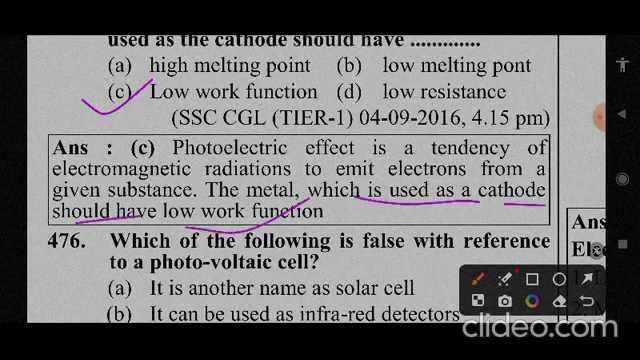 used as the cathode should have .............
(a) high melting point (b) low melting pont
(c) Low work function (d) low resistance
(SSC CGL (TIER-1) 04-09-2016, 4.15 pm)
Ans : (c) Photoelectric effect is a tendency of
electromagnetic radiations to emit electrons from a
given substance. The metal, which is used as a cathode
should have low work function
476. Which of the following is false with reference
to a photo-voltaic cell?
(a) It is another name as solar cell
(b) It can be used as infra-red detectors
Ans
Elec
clideo.com